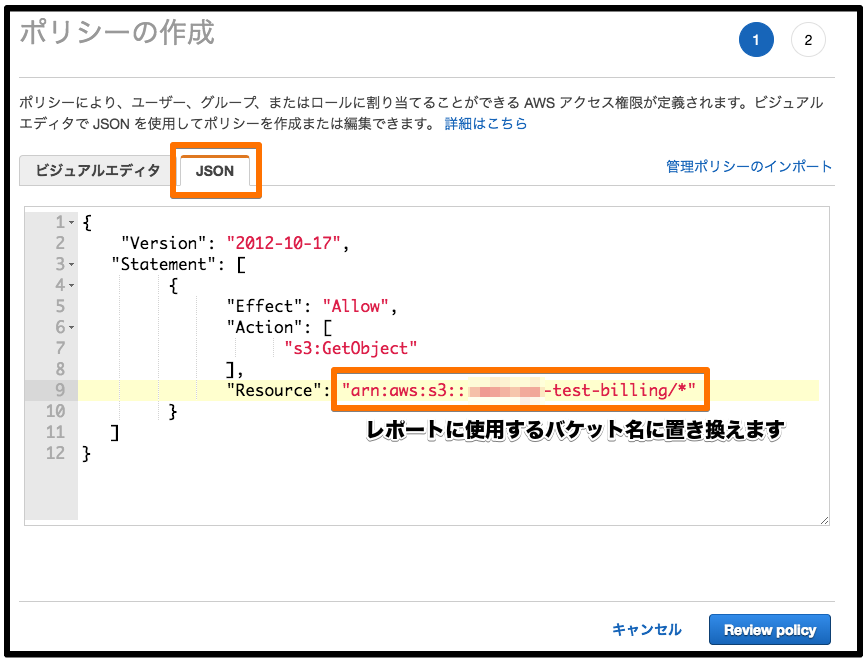 ポリシーの作成
1
2
ポリシーにより、ユーザー、グループ、またはロールに割り当てることができる AWS アクセス権限が定義されます。ビジュアル
エディタで JSON を使用してポリシーを作成または編集できます。 詳細はこちら
ビジュアルエディタ
JSON
管理ポリシーのインポート
1 {
2 "Version": "2012-10-17",
3 "Statement": [
4 {
5 "Effect": "Allow",
6 "Action": [
7 "s3:GetObject"
8 ],
9 "Resource": "arn:aws:s3:: -test-billing/*"
10 }
11 ]
12 }
レポートに使用するバケット名に置き換えます
キャンセル
Review policy